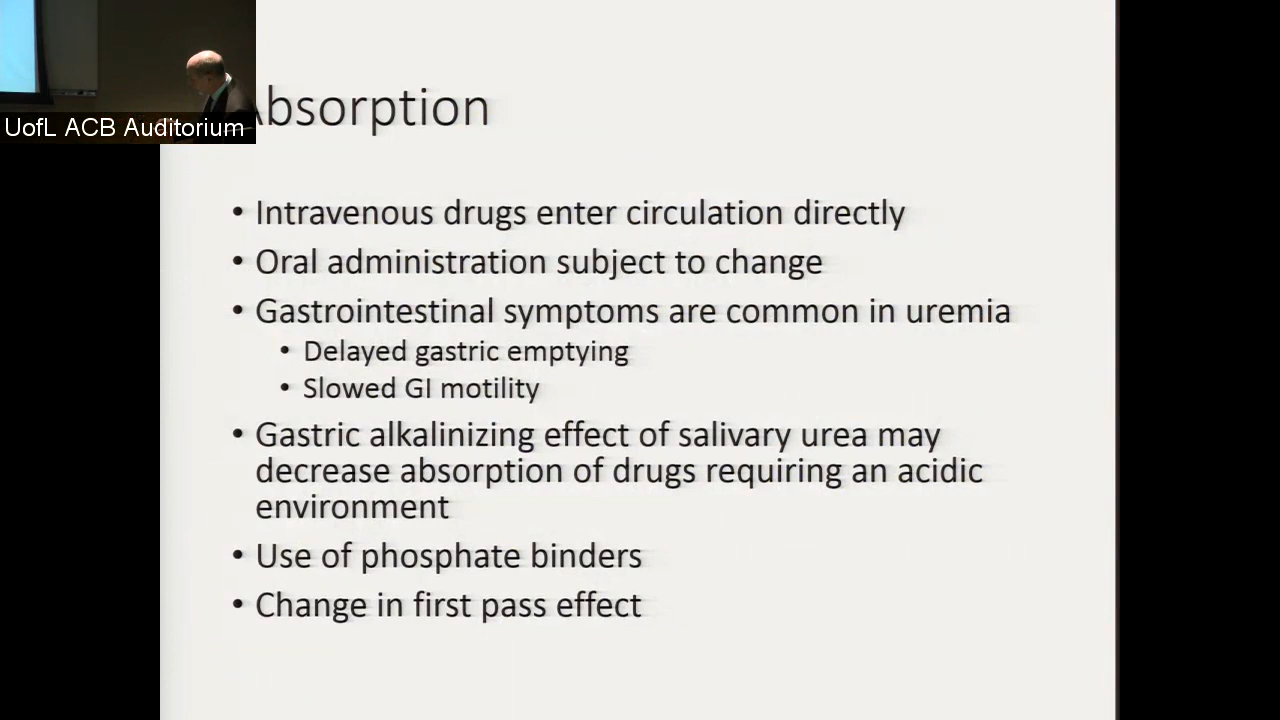 UofL ACB Auditorium
Absorption
• Intravenous drugs enter circulation directly
• Oral administration subject to change
• Gastrointestinal symptoms are common in uremia
• Delayed gastric emptying
• Slowed GI motility
• Gastric alkalinizing effect of salivary urea may
decrease absorption of drugs requiring an acidic
environment
• Use of phosphate binders
• Change in first pass effect